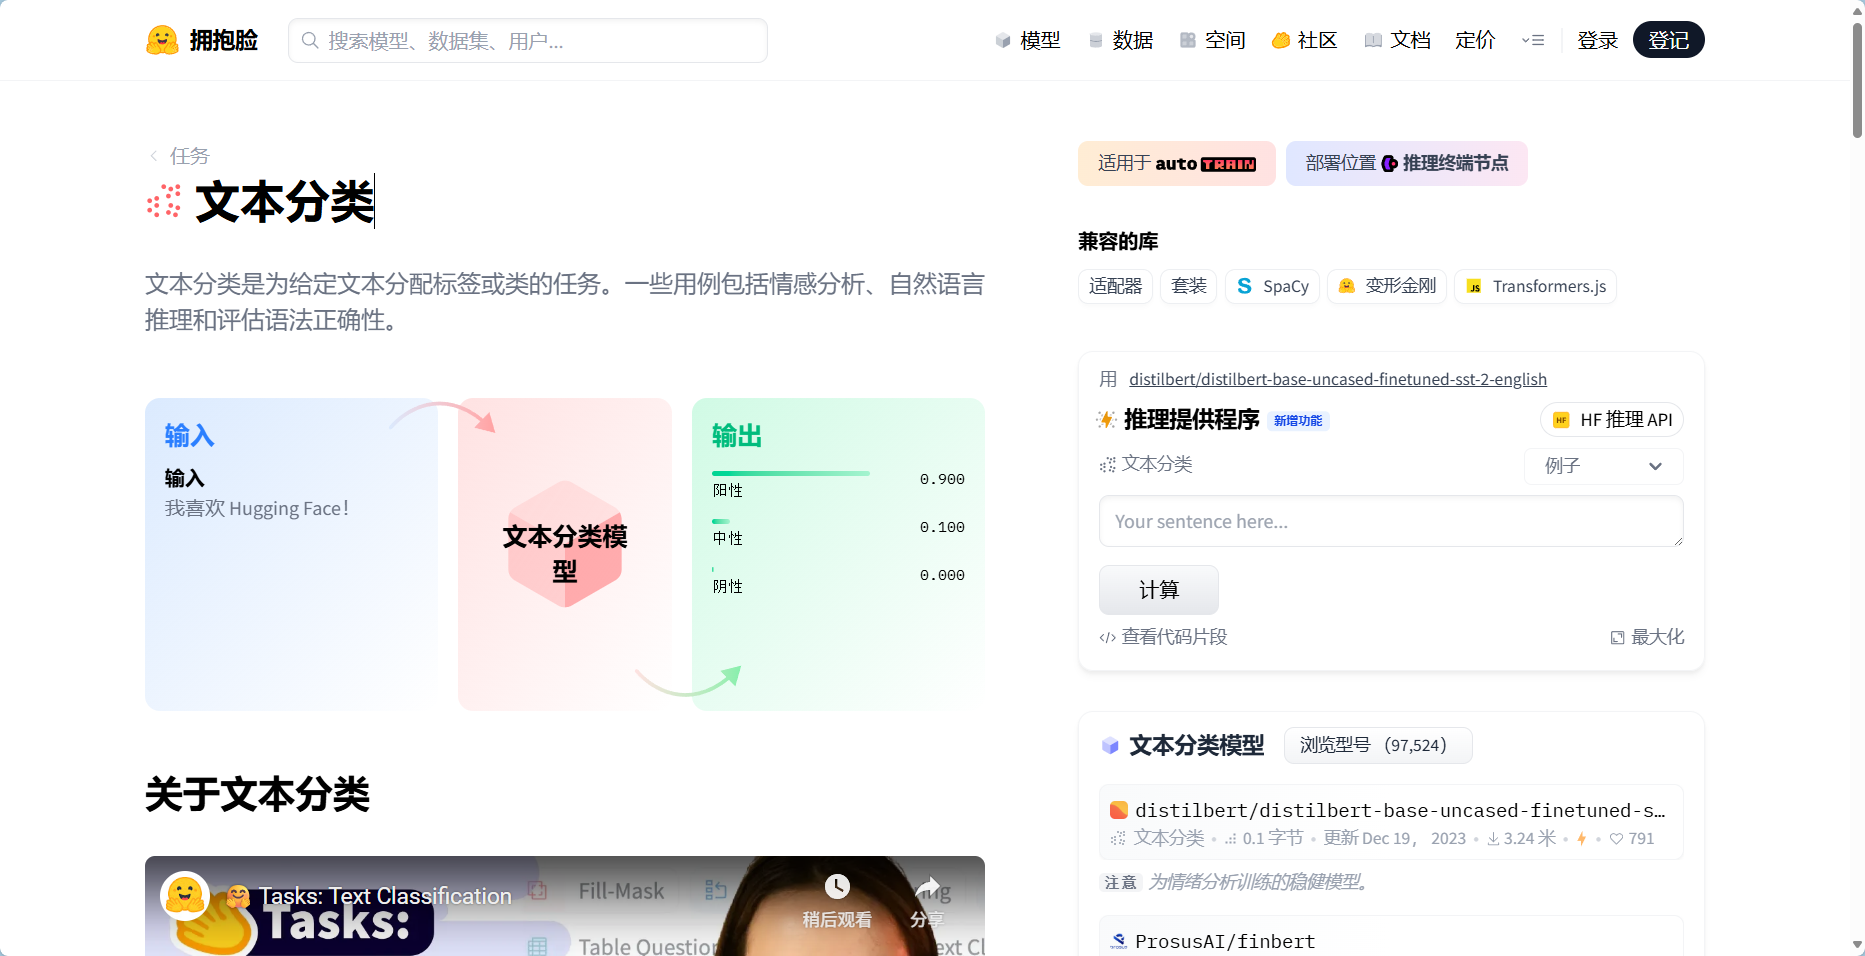 拥抱脸
搜索模型、数据集、用户...
模型
数据
空间
社区
文档
定价
登录
登记
任务
文本分类
文本分类是为给定文本分配标签或类的任务。一些用例包括情感分析、自然语言
推理和评估语法正确性。
输入
输入
我喜欢 Hugging Face！
文本分类模
型
输出
0.900
阳性
0.100
中性
0.000
阴性
关于文本分类
Tasks: Text Classification
Tasks:
Fill-Mask
Table Question
稍后观看
分享
ng
ext Cl
适用于 auto TRAIN
部署位置 推理终端节点
兼容的库
适配器
套装
SpaCy
变形金刚
JS Transformers.js
用 distilbert/distilbert-base-uncased-finetuned-sst-2-english
推理提供程序 新增功能
HF HF 推理 API
文本分类
例子
Your sentence here...
计算
查看代码片段
最大化
文本分类模型
浏览型号 （97,524）
distilbert/distilbert-base-uncased-finetuned-s…
文本分类 • 0.1 字节 • 更新 Dec 19， 2023 • 3.24 米 • • 791
注意 为情绪分析训练的稳健模型。
ProsusAI/finbert